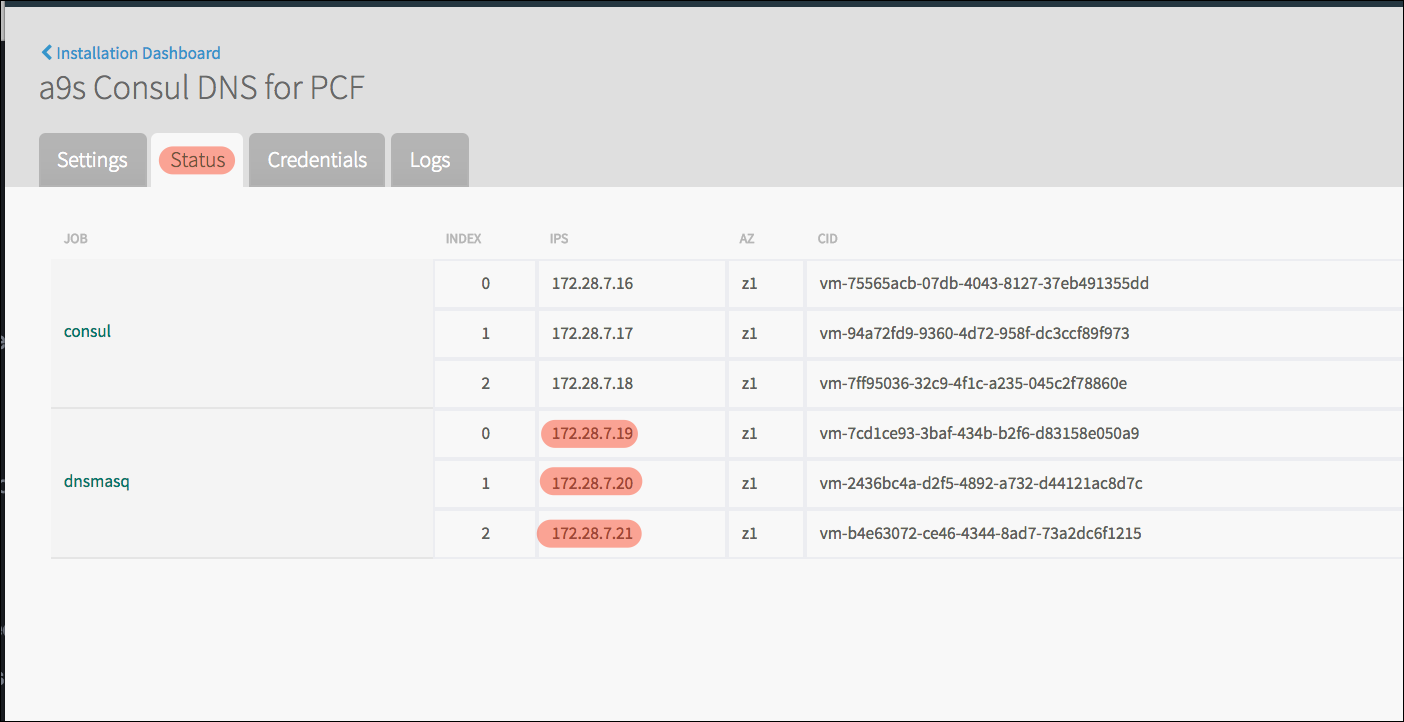 Installation Dashboard
a9s Consul DNS for PCF
Settings Status Credentials Logs
JOB INDEX IPS AZ CID
consul
0 172.28.7.16 z1 vm-75565acb-07db-4043-8127-37eb491355dd
1 172.28.7.17 z1 vm-94a72fd9-9360-4d72-958f-dc3ccf89f973
2 172.28.7.18 z1 vm-7ff95036-32c9-4f1c-a235-045c2f78860e
dnsmasq
0 172.28.7.19 z1 vm-7cd1ce93-3baf-434b-b2f6-d83158e050a9
1 172.28.7.20 z1 vm-2436bc4a-d2f5-4892-a732-d44121ac8d7c
2 172.28.7.21 z1 vm-b4e63072-ce46-4344-8ad7-73a2dc6f1215